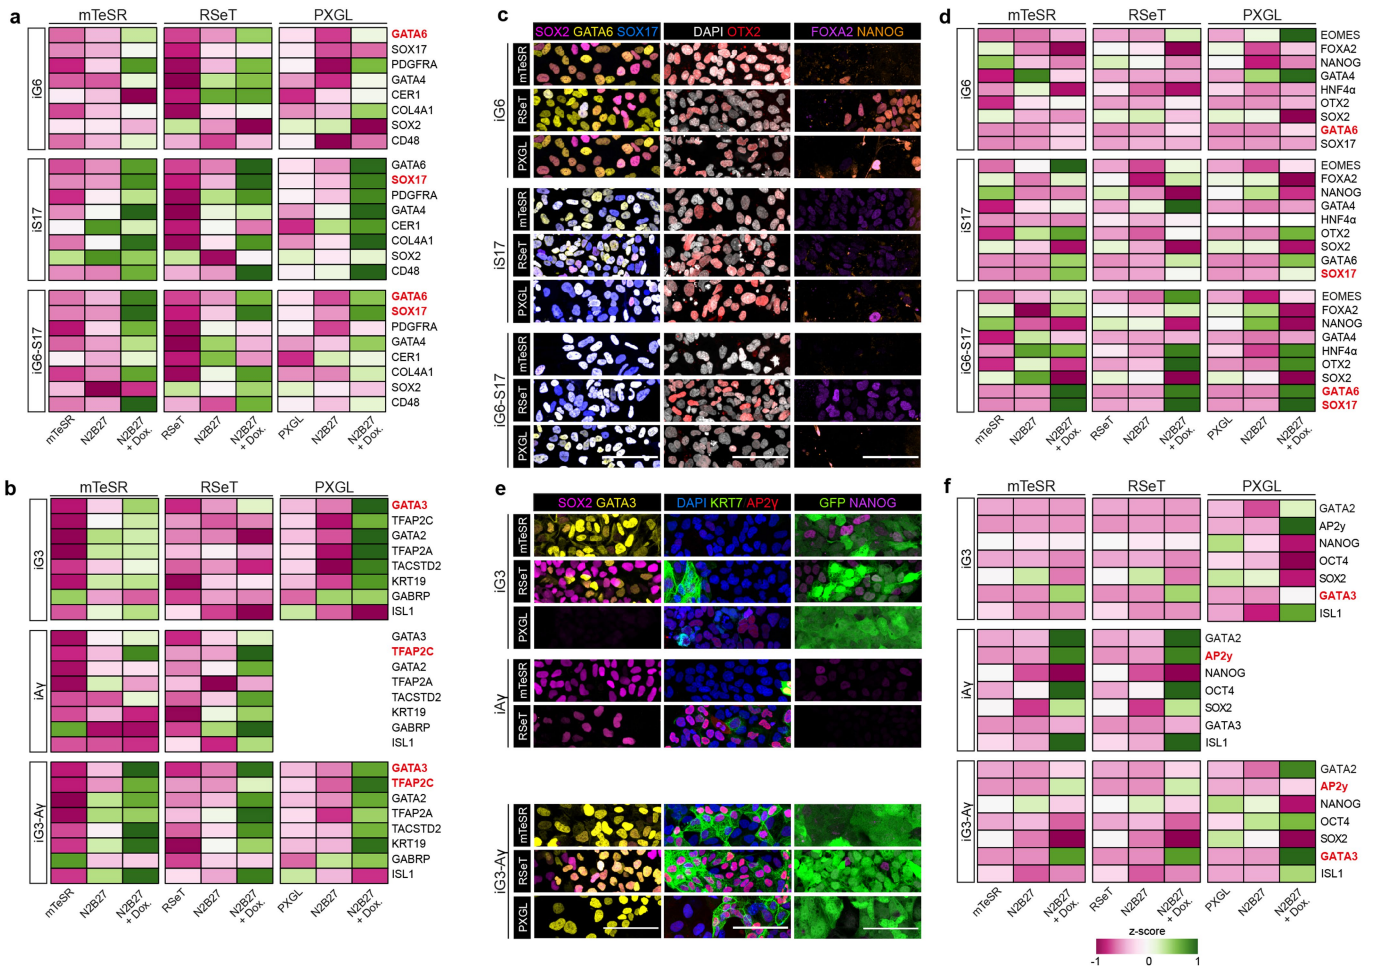 a
mTeSR RSeT PXGL
iG6
GATA6
SOX17
PDGFRA
GATA4
CER1
COL4A1
SOX2
CD48
iS17
GATA6
SOX17
PDGFRA
GATA4
CER1
COL4A1
SOX2
CD48
iG6-S17
GATA6
SOX17
PDGFRA
GATA4
CER1
COL4A1
SOX2
CD48
mTeSR N2B27 N2B27 + Dox. RSeT N2B27 N2B27 + Dox. PXGL N2B27 N2B27 + Dox.
b
mTeSR RSeT PXGL
iG3
GATA3
TFAP2C
GATA2
TFAP2A
TACSTD2
KRT19
GABRP
ISL1
iAγ
GATA3
TFAP2C
GATA2
TFAP2A
TACSTD2
KRT19
GABRP
ISL1
iG3-Aγ
GATA3
TFAP2C
GATA2
TFAP2A
TACSTD2
KRT19
GABRP
ISL1
mTeSR N2B27 N2B27 + Dox. RSeT N2B27 N2B27 + Dox. PXGL N2B27 N2B27 + Dox.
c
SOX2 GATA6 SOX17 DAPI OTX2 FOXA2 NANOG
iG6
mTeSR
RSeT
PXGL
iS17
mTeSR
RSeT
PXGL
iG6-S17
mTeSR
RSeT
PXGL
d
mTeSR RSeT PXGL
iG6
EOMES
FOXA2
NANOG
GATA4
HNF4α
OTX2
SOX2
GATA6
SOX17
iS17
EOMES
FOXA2
NANOG
GATA4
HNF4α
OTX2
SOX2
GATA6
SOX17
iG6-S17
EOMES
FOXA2
NANOG
GATA4
HNF4α
OTX2
SOX2
GATA6
SOX17
mTeSR N2B27 N2B27 + Dox. RSeT N2B27 N2B27 + Dox. PXGL N2B27 N2B27 + Dox.
e
SOX2 GATA3 DAPI KRT7 AP2γ GFP NANOG
iG3
mTeSR
RSeT
PXGL
iAγ
mTeSR
RSeT
iG3-Aγ
mTeSR
RSeT
PXGL
f
mTeSR RSeT PXGL
iG3
GATA2
AP2y
NANOG
OCT4
SOX2
GATA3
ISL1
iAγ
GATA2
AP2y
NANOG
OCT4
SOX2
GATA3
ISL1
iG3-Aγ
GATA2
AP2y
NANOG
OCT4
SOX2
GATA3
ISL1
mTeSR N2B27 N2B27 + Dox. RSeT N2B27 N2B27 + Dox. PXGL N2B27 N2B27 + Dox.
z-score
-1 0 1